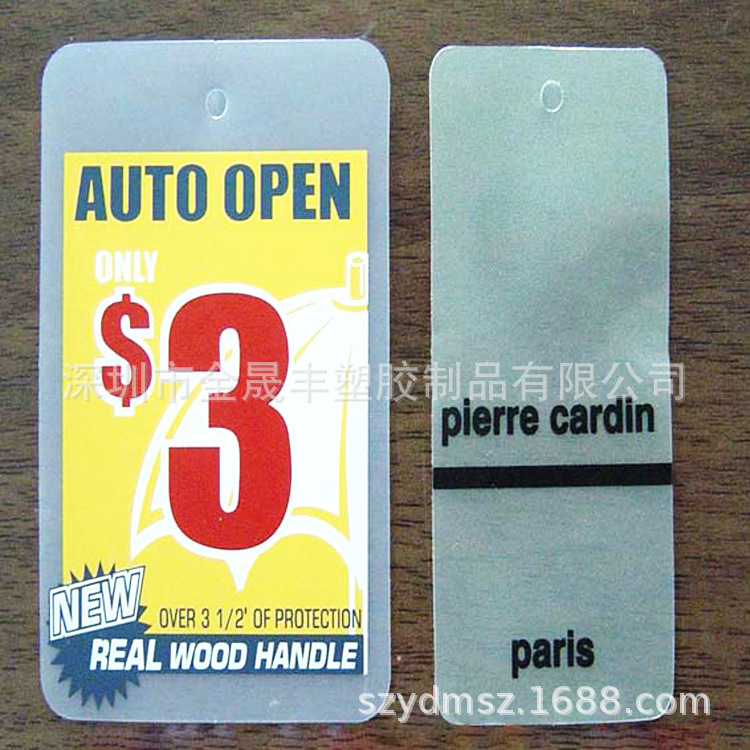 AUTO OPEN
ONLY
$3
NEW
OVER 3 1/2' OF PROTECTION
REAL WOOD HANDLE
pierre cardin
paris
深圳市金晟丰塑胶制品有限公司
szydmsz.1688.com